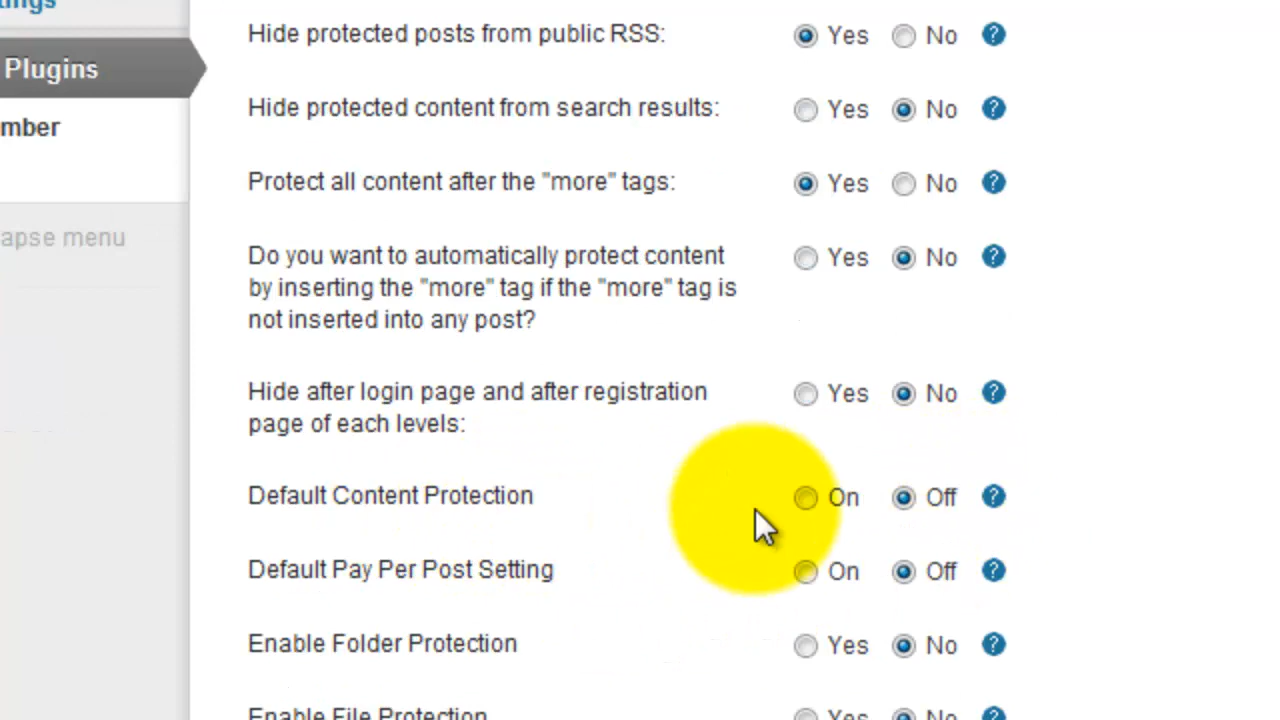 tings
Plugins
mber
apse menu
Hide protected posts from public RSS: Yes No ?
Hide protected content from search results: Yes No ?
Protect all content after the "more" tags: Yes No ?
Do you want to automatically protect content Yes No ?
by inserting the "more" tag if the "more" tag is
not inserted into any post?
Hide after login page and after registration Yes No ?
page of each levels:
Default Content Protection On Off ?
Default Pay Per Post Setting On Off ?
Enable Folder Protection Yes No ?
Enable File Protection Yes No ?